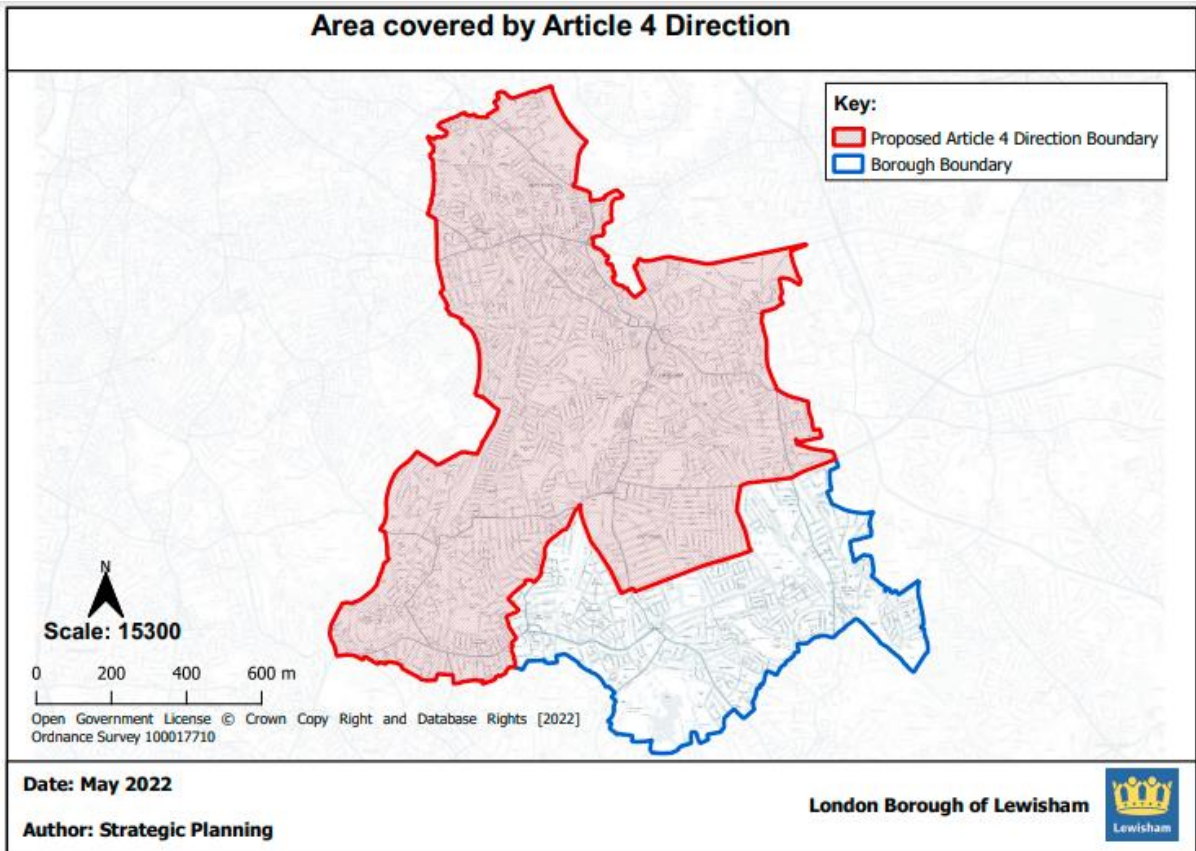 Area covered by Article 4 Direction
Key:
Proposed Article 4 Direction Boundary
Borough Boundary
N
Scale: 15300
0 200 400 600 m
Open Government License © Crown Copy Right and Database Rights [2022]
Ordnance Survey 100017710
Date: May 2022
Author: Strategic Planning
London Borough of Lewisham
Lewisham